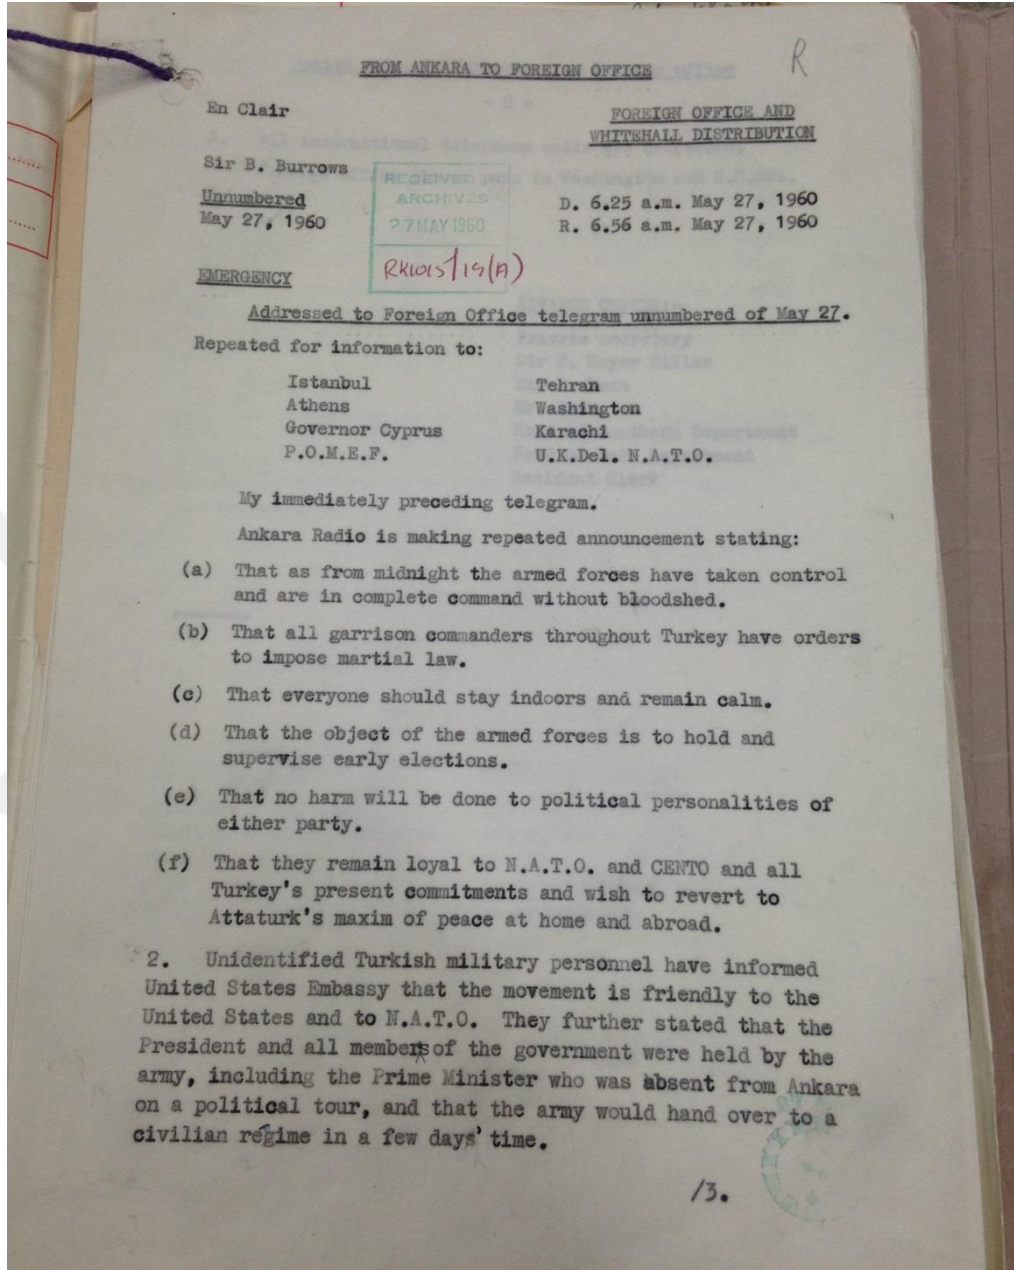 R
FROM ANKARA TO FOREIGN OFFICE
En Clair
FOREIGN OFFICE AND
WHITEHALL DISTRIBUTION
Sir B. Burrows
Unnumbered
May 27, 1960
RECEIVED
ARCHIVES
27 MAY 1960
RK1015/19(A)
D. 6.25 a.m. May 27, 1960
R. 6.56 a.m. May 27, 1960
EMERGENCY
Addressed to Foreign Office telegram unnumbered of May 27.
Repeated for information to:
Istanbul Tehran
Athens Washington
Governor Cyprus Karachi
P.O.M.E.F. U.K.Del. N.A.T.O.
My immediately preceding telegram.
Ankara Radio is making repeated announcement stating:
(a) That as from midnight the armed forces have taken control
and are in complete command without bloodshed.
(b) That all garrison commanders throughout Turkey have orders
to impose martial law.
(c) That everyone should stay indoors and remain calm.
(d) That the object of the armed forces is to hold and
supervise early elections.
(e) That no harm will be done to political personalities of
either party.
(f) That they remain loyal to N.A.T.O. and CENTO and all
Turkey's present commitments and wish to revert to
Attaturk's maxim of peace at home and abroad.
2. Unidentified Turkish military personnel have informed
United States Embassy that the movement is friendly to the
United States and to N.A.T.O. They further stated that the
President and all members of the government were held by the
army, including the Prime Minister who was absent from Ankara
on a political tour, and that the army would hand over to a
civilian régime in a few days' time.
/3.